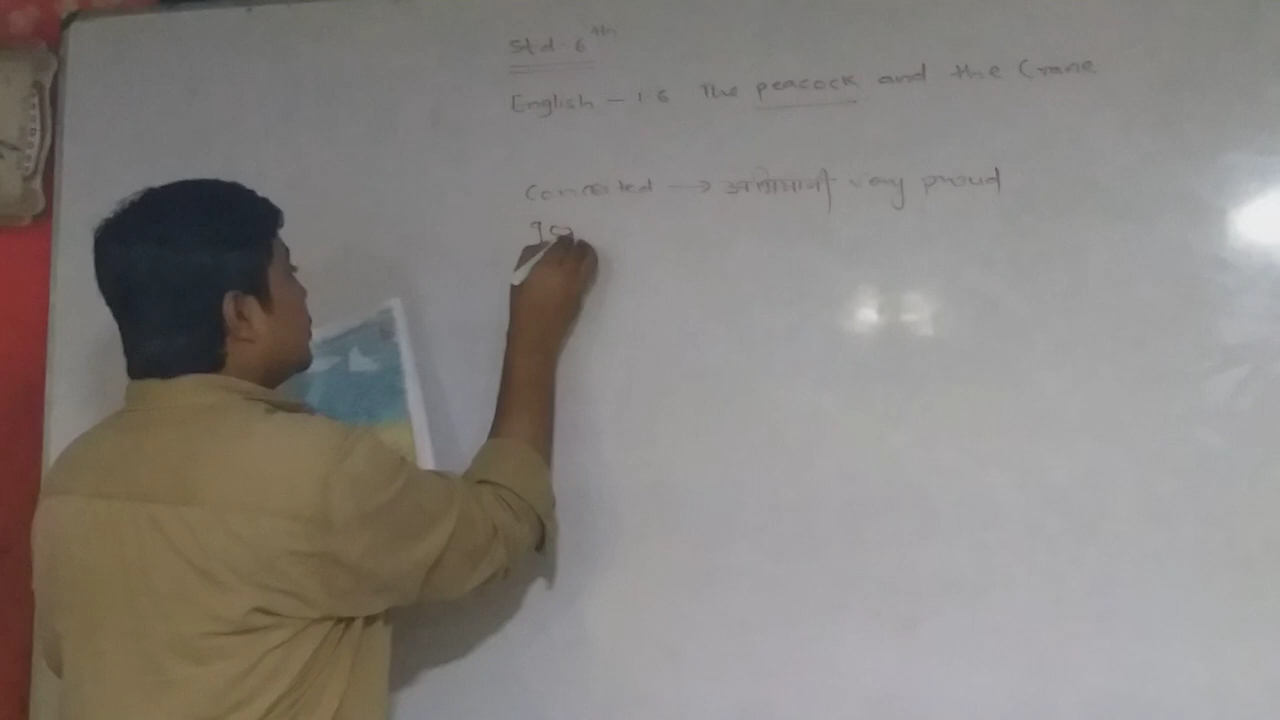 Std-6th
English - 1.6 The peacock and the Crane
Conceited → अभिमानी very proud